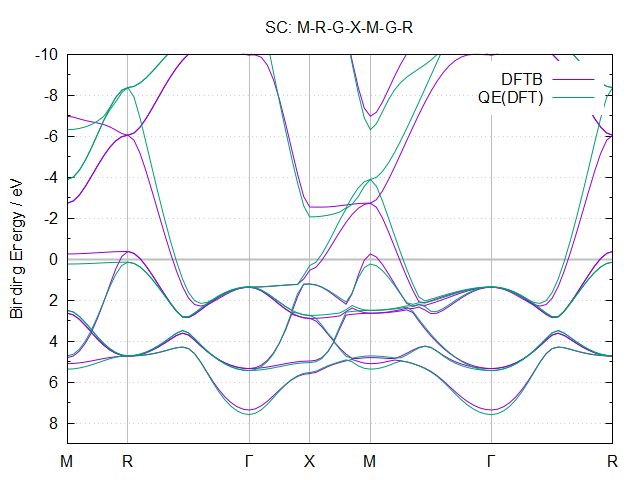 SC: M-R-G-X-M-G-R
DFTB
QE(DFT)
Binding Energy / eV
-10
-8
-6
-4
-2
0
2
4
6
8
M R Γ X M Γ R